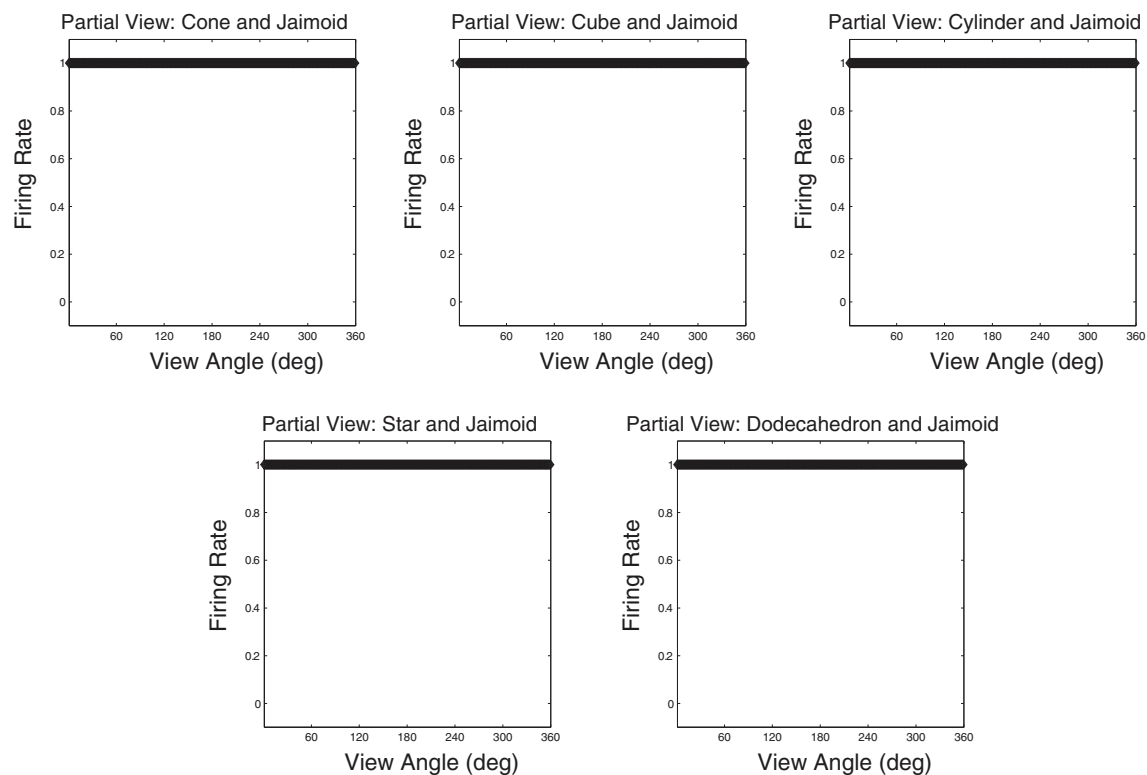 Partial View: Cone and Jaimoid
Firing Rate
1
0.8
0.6
0.4
0.2
0
60 120 180 240 300 360
View Angle (deg)
Partial View: Cube and Jaimoid
Firing Rate
1
0.8
0.6
0.4
0.2
0
60 120 180 240 300 360
View Angle (deg)
Partial View: Cylinder and Jaimoid
Firing Rate
1
0.8
0.6
0.4
0.2
0
60 120 180 240 300 360
View Angle (deg)
Partial View: Star and Jaimoid
Firing Rate
1
0.8
0.6
0.4
0.2
0
60 120 180 240 300 360
View Angle (deg)
Partial View: Dodecahedron and Jaimoid
Firing Rate
1
0.8
0.6
0.4
0.2
0
60 120 180 240 300 360
View Angle (deg)